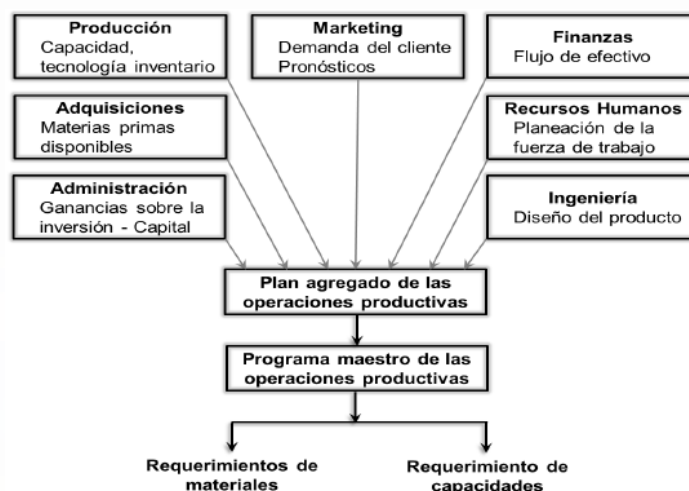 Producción
Capacidad,
tecnología inventario
Marketing
Demanda del cliente
Pronósticos
Finanzas
Flujo de efectivo
Adquisiciones
Materias primas
disponibles
Recursos Humanos
Planeación de la
fuerza de trabajo
Administración
Ganancias sobre la
inversión - Capital
Ingeniería
Diseño del producto
Plan agregado de las
operaciones productivas
Programa maestro de las
operaciones productivas
Requerimientos de
materiales
Requerimiento de
capacidades